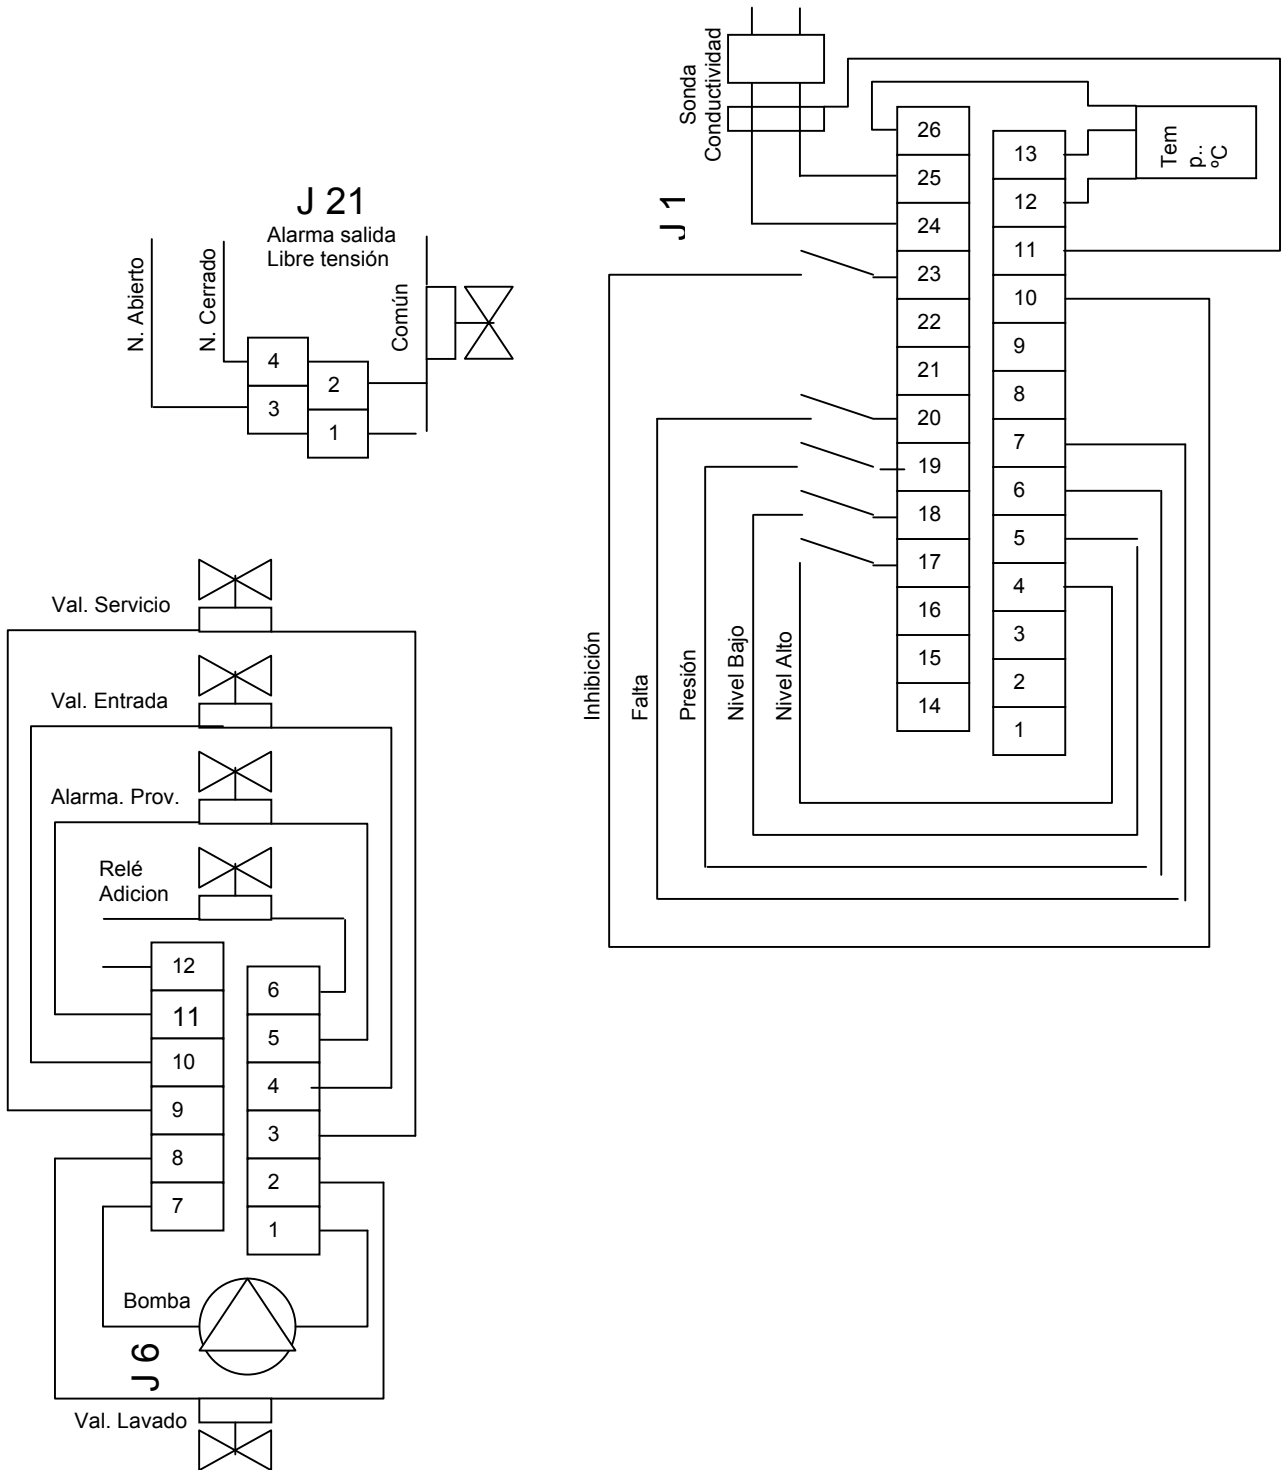 J 21
Alarma salida
Libre tensión
N. Abierto
N. Cerrado
Común
4
2
3
1
Sonda
Conductividad
J 1
Tem
p..
ºC
26
25
24
23
22
21
20
19
18
17
16
15
14
13
12
11
10
9
8
7
6
5
4
3
2
1
Inhibición
Falta
Presión
Nivel Bajo
Nivel Alto
Val. Servicio
Val. Entrada
Alarma. Prov.
Relé
Adicion
12
11
10
9
8
7
6
5
4
3
2
1
Bomba
J 6
Val. Lavado